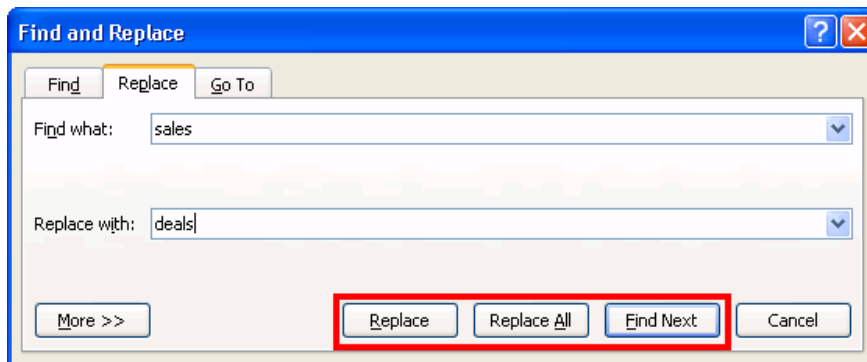 Find and Replace
Find Replace Go To
Find what: sales
Replace with: deals
More >> Replace Replace All Find Next Cancel